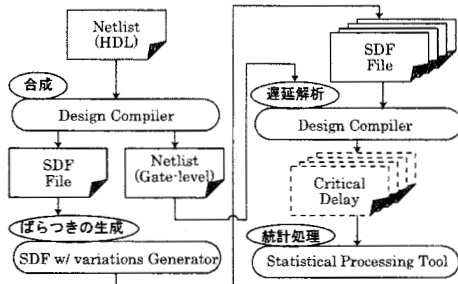 Netlist
(HDL)
合成
Design Compiler
SDF
File
Netlist
(Gate-level)
ばらつきの生成
SDF w/ variations Generator
SDF
File
遅延解析
Design Compiler
Critical
Delay
統計処理
Statistical Processing Tool